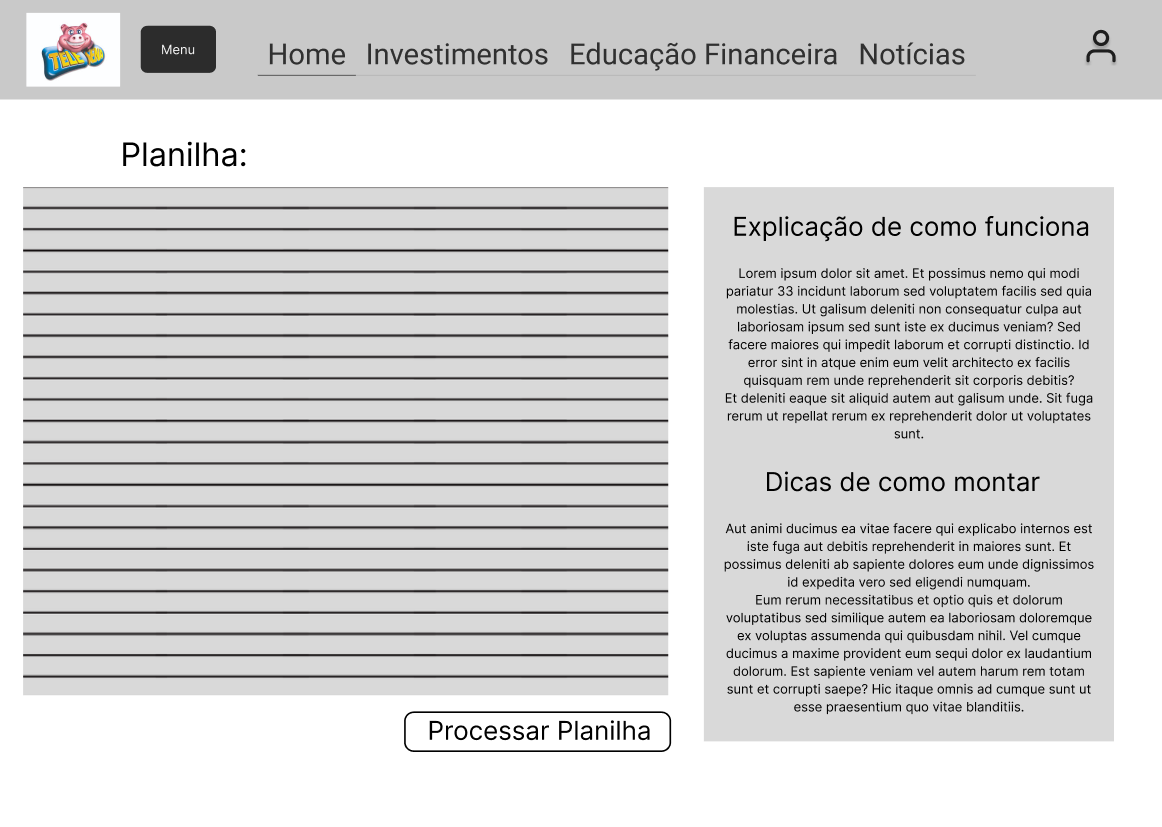 TELE
Menu
Home Investimentos Educação Financeira Notícias
Planilha:
Explicação de como funciona
Lorem ipsum dolor sit amet. Et possimus nemo qui modi
pariatur 33 incidunt laborum sed voluptatem facilis sed quia
molestias. Ut galisum deleniti non consequatur culpa aut
laboriosam ipsum sed sunt iste ex ducimus veniam? Sed
facere maiores qui impedit laborum et corrupti distinctio. Id
error sint in atque enim eum velit architecto ex facilis
quisquam rem unde reprehenderit sit corporis debitis?
Et deleniti eaque sit aliquid autem aut galisum unde. Sit fuga
rerum ut repellat rerum ex reprehenderit dolor ut voluptates
sunt.
Dicas de como montar
Aut animi ducimus ea vitae facere qui explicabo internos est
iste fuga aut debitis reprehenderit in maiores sunt. Et
possimus deleniti ab sapiente dolores eum unde dignissimos
id expedita vero sed eligendi numquam.
Eum rerum necessitatibus et optio quis et dolorum
voluptatibus sed similique autem ea laboriosam doloremque
ex voluptas assumenda qui quibusdam nihil. Vel cumque
ducimus a maxime provident eum sequi dolor ex laudantium
dolorum. Est sapiente veniam vel autem harum rem totam
sunt et corrupti saepe? Hic itaque omnis ad cumque sunt ut
esse praesentium quo vitae blanditiis.
Processar Planilha